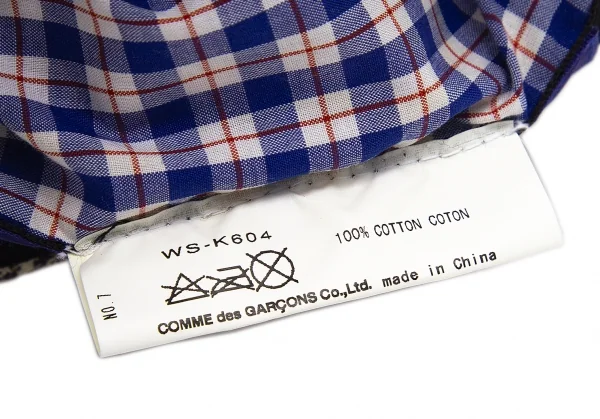 WS-K604
100% COTTON COTON
NO.7
COMME des GARÇONS Co.,Ltd. made in China